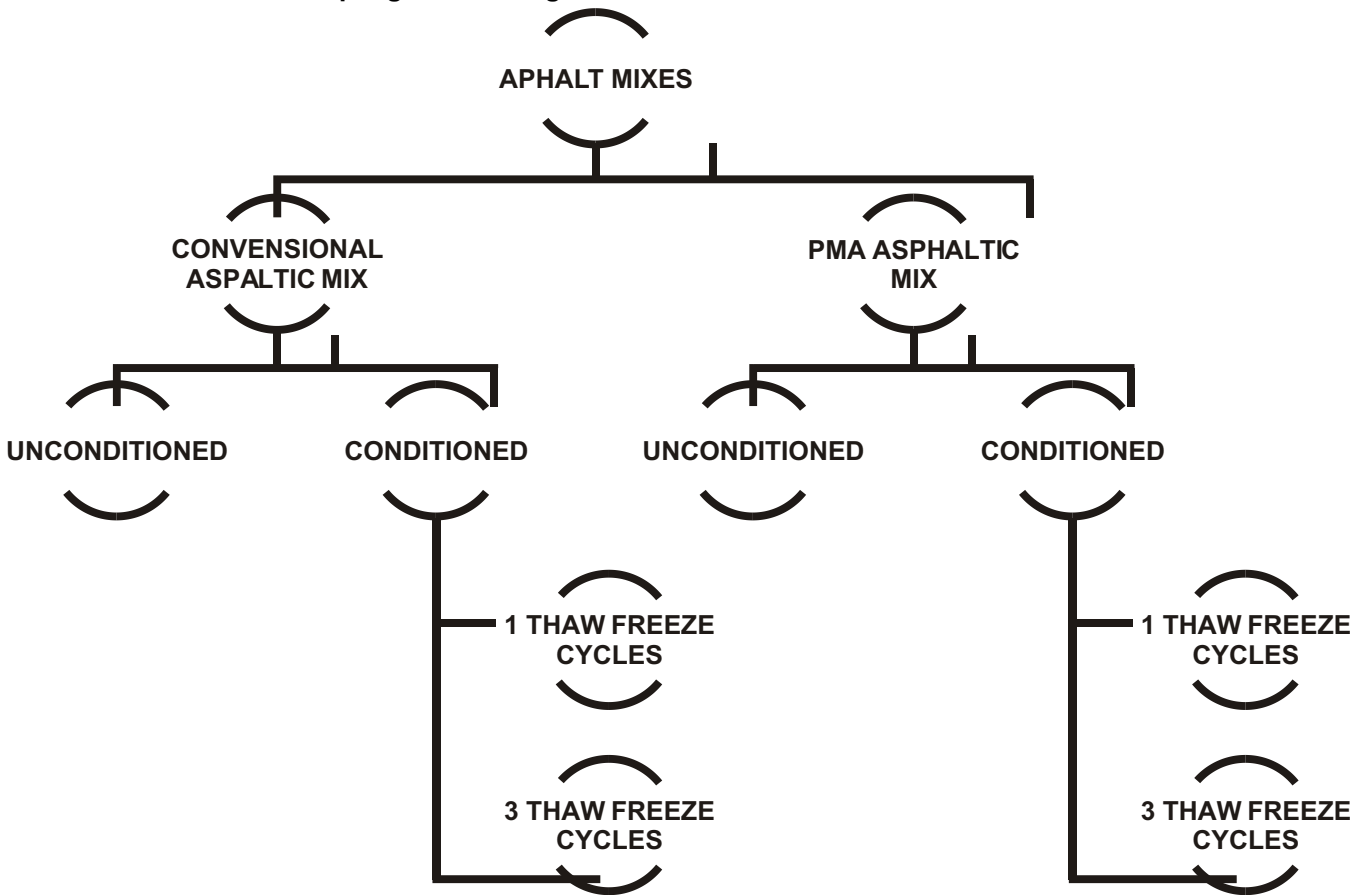 APHALT MIXES
CONVENSIONAL
ASPALTIC MIX
PMA ASPHALTIC
MIX
UNCONDITIONED
CONDITIONED
UNCONDITIONED
CONDITIONED
1 THAW FREEZE
CYCLES
1 THAW FREEZE
CYCLES
3 THAW FREEZE
CYCLES
3 THAW FREEZE
CYCLES